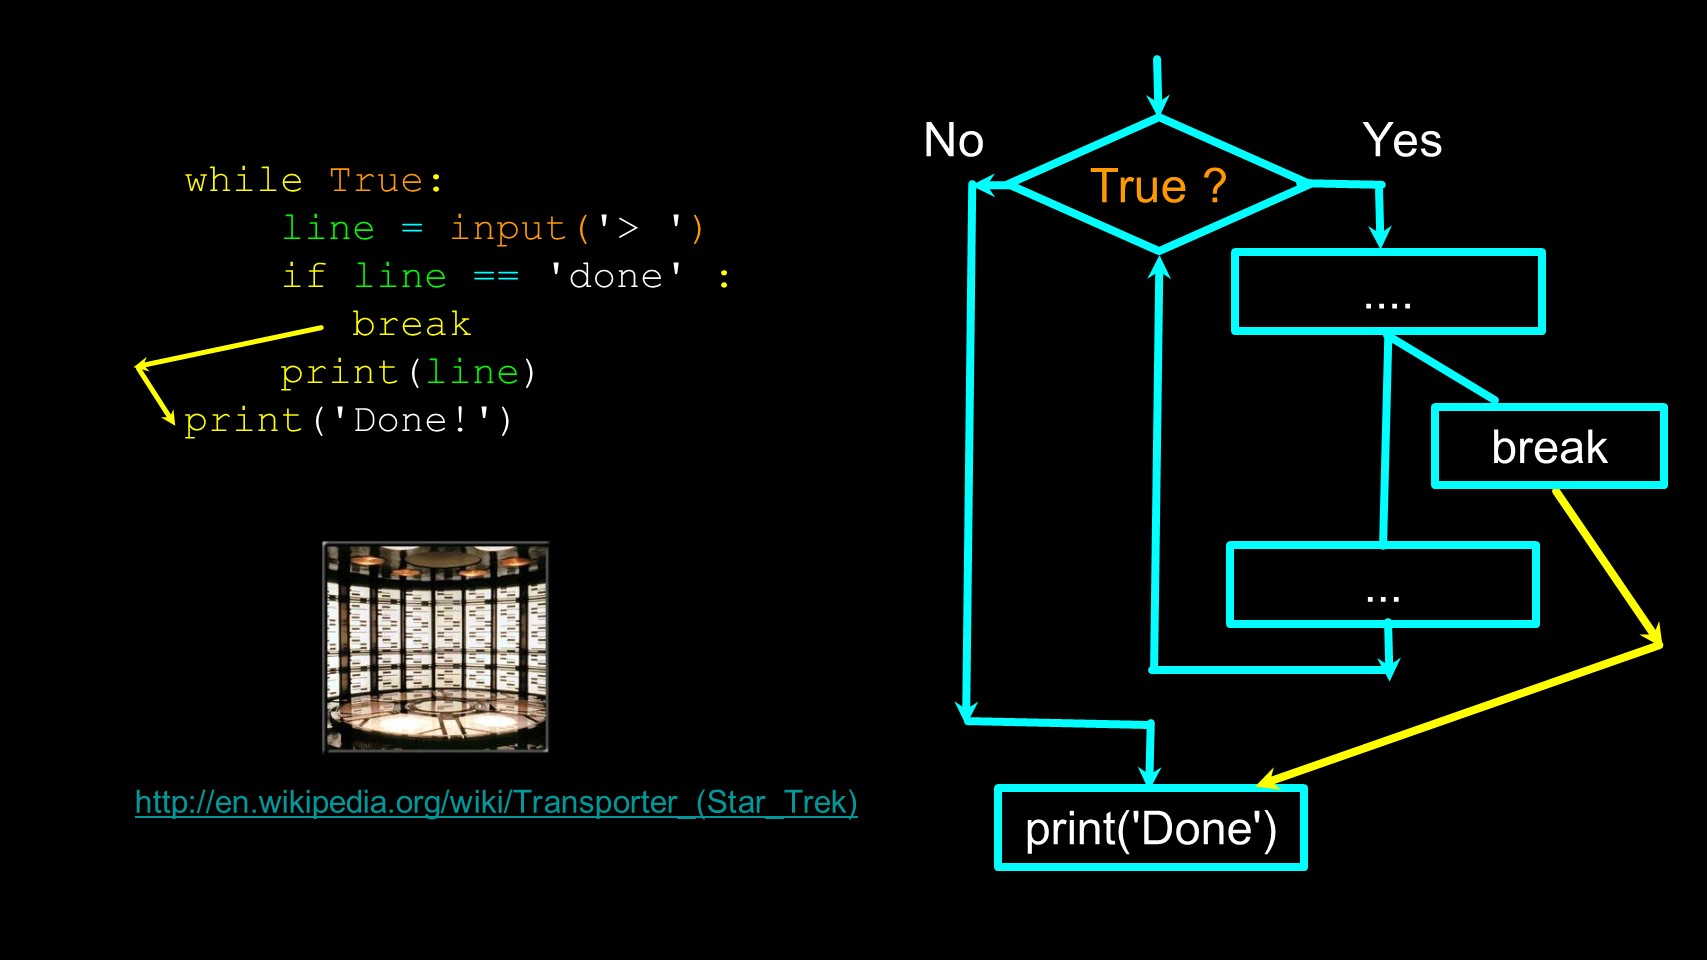 while True:
line = input('> ')
if line == 'done' :
break
print(line)
print('Done!')
http://en.wikipedia.org/wiki/Transporter_(Star_Trek)
No
Yes
True ?
....
break
...
print('Done')